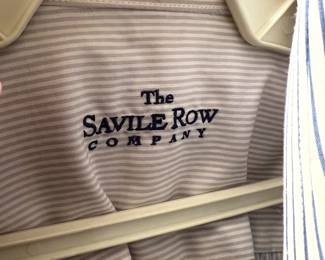 The
SAVILE ROW
COMPANY